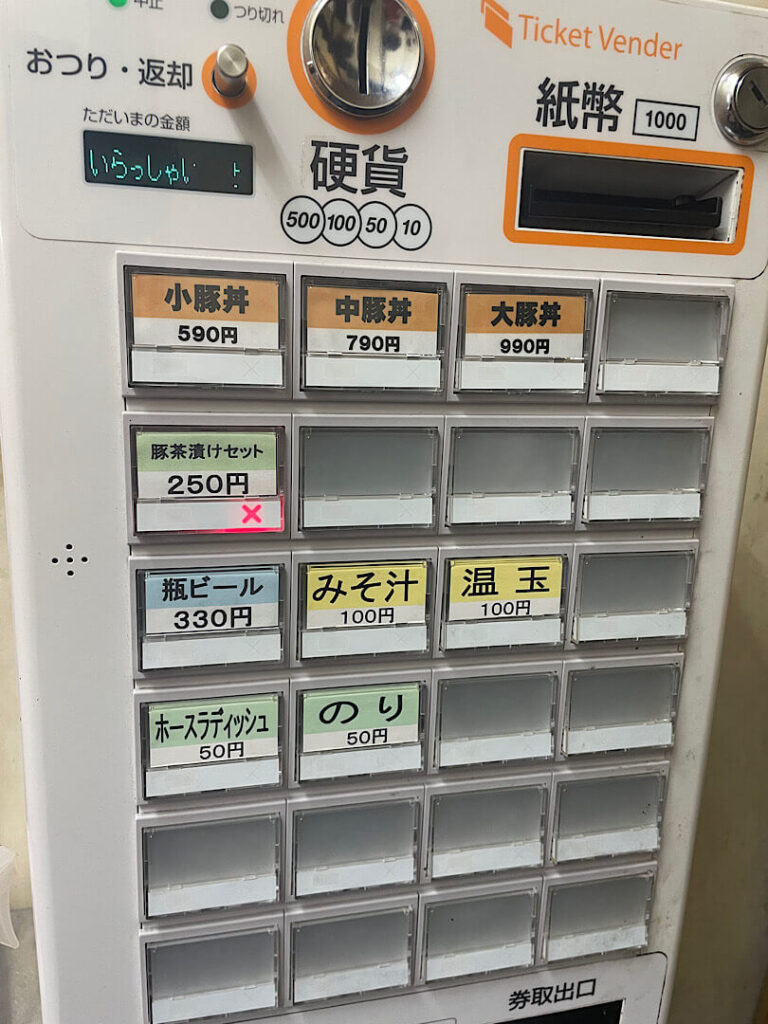 中止
つり切れ
Ticket Vender
おつり・返却
紙幣 1000
ただいまの金額
いらっしゃい
硬貨
500 100 50 10
小豚丼
590円
中豚丼
790円
大豚丼
990円
豚茶漬けセット
250円
×
瓶ビール
330円
みそ汁
100円
温玉
100円
ホースラディッシュ
50円
のり
50円
券取出口